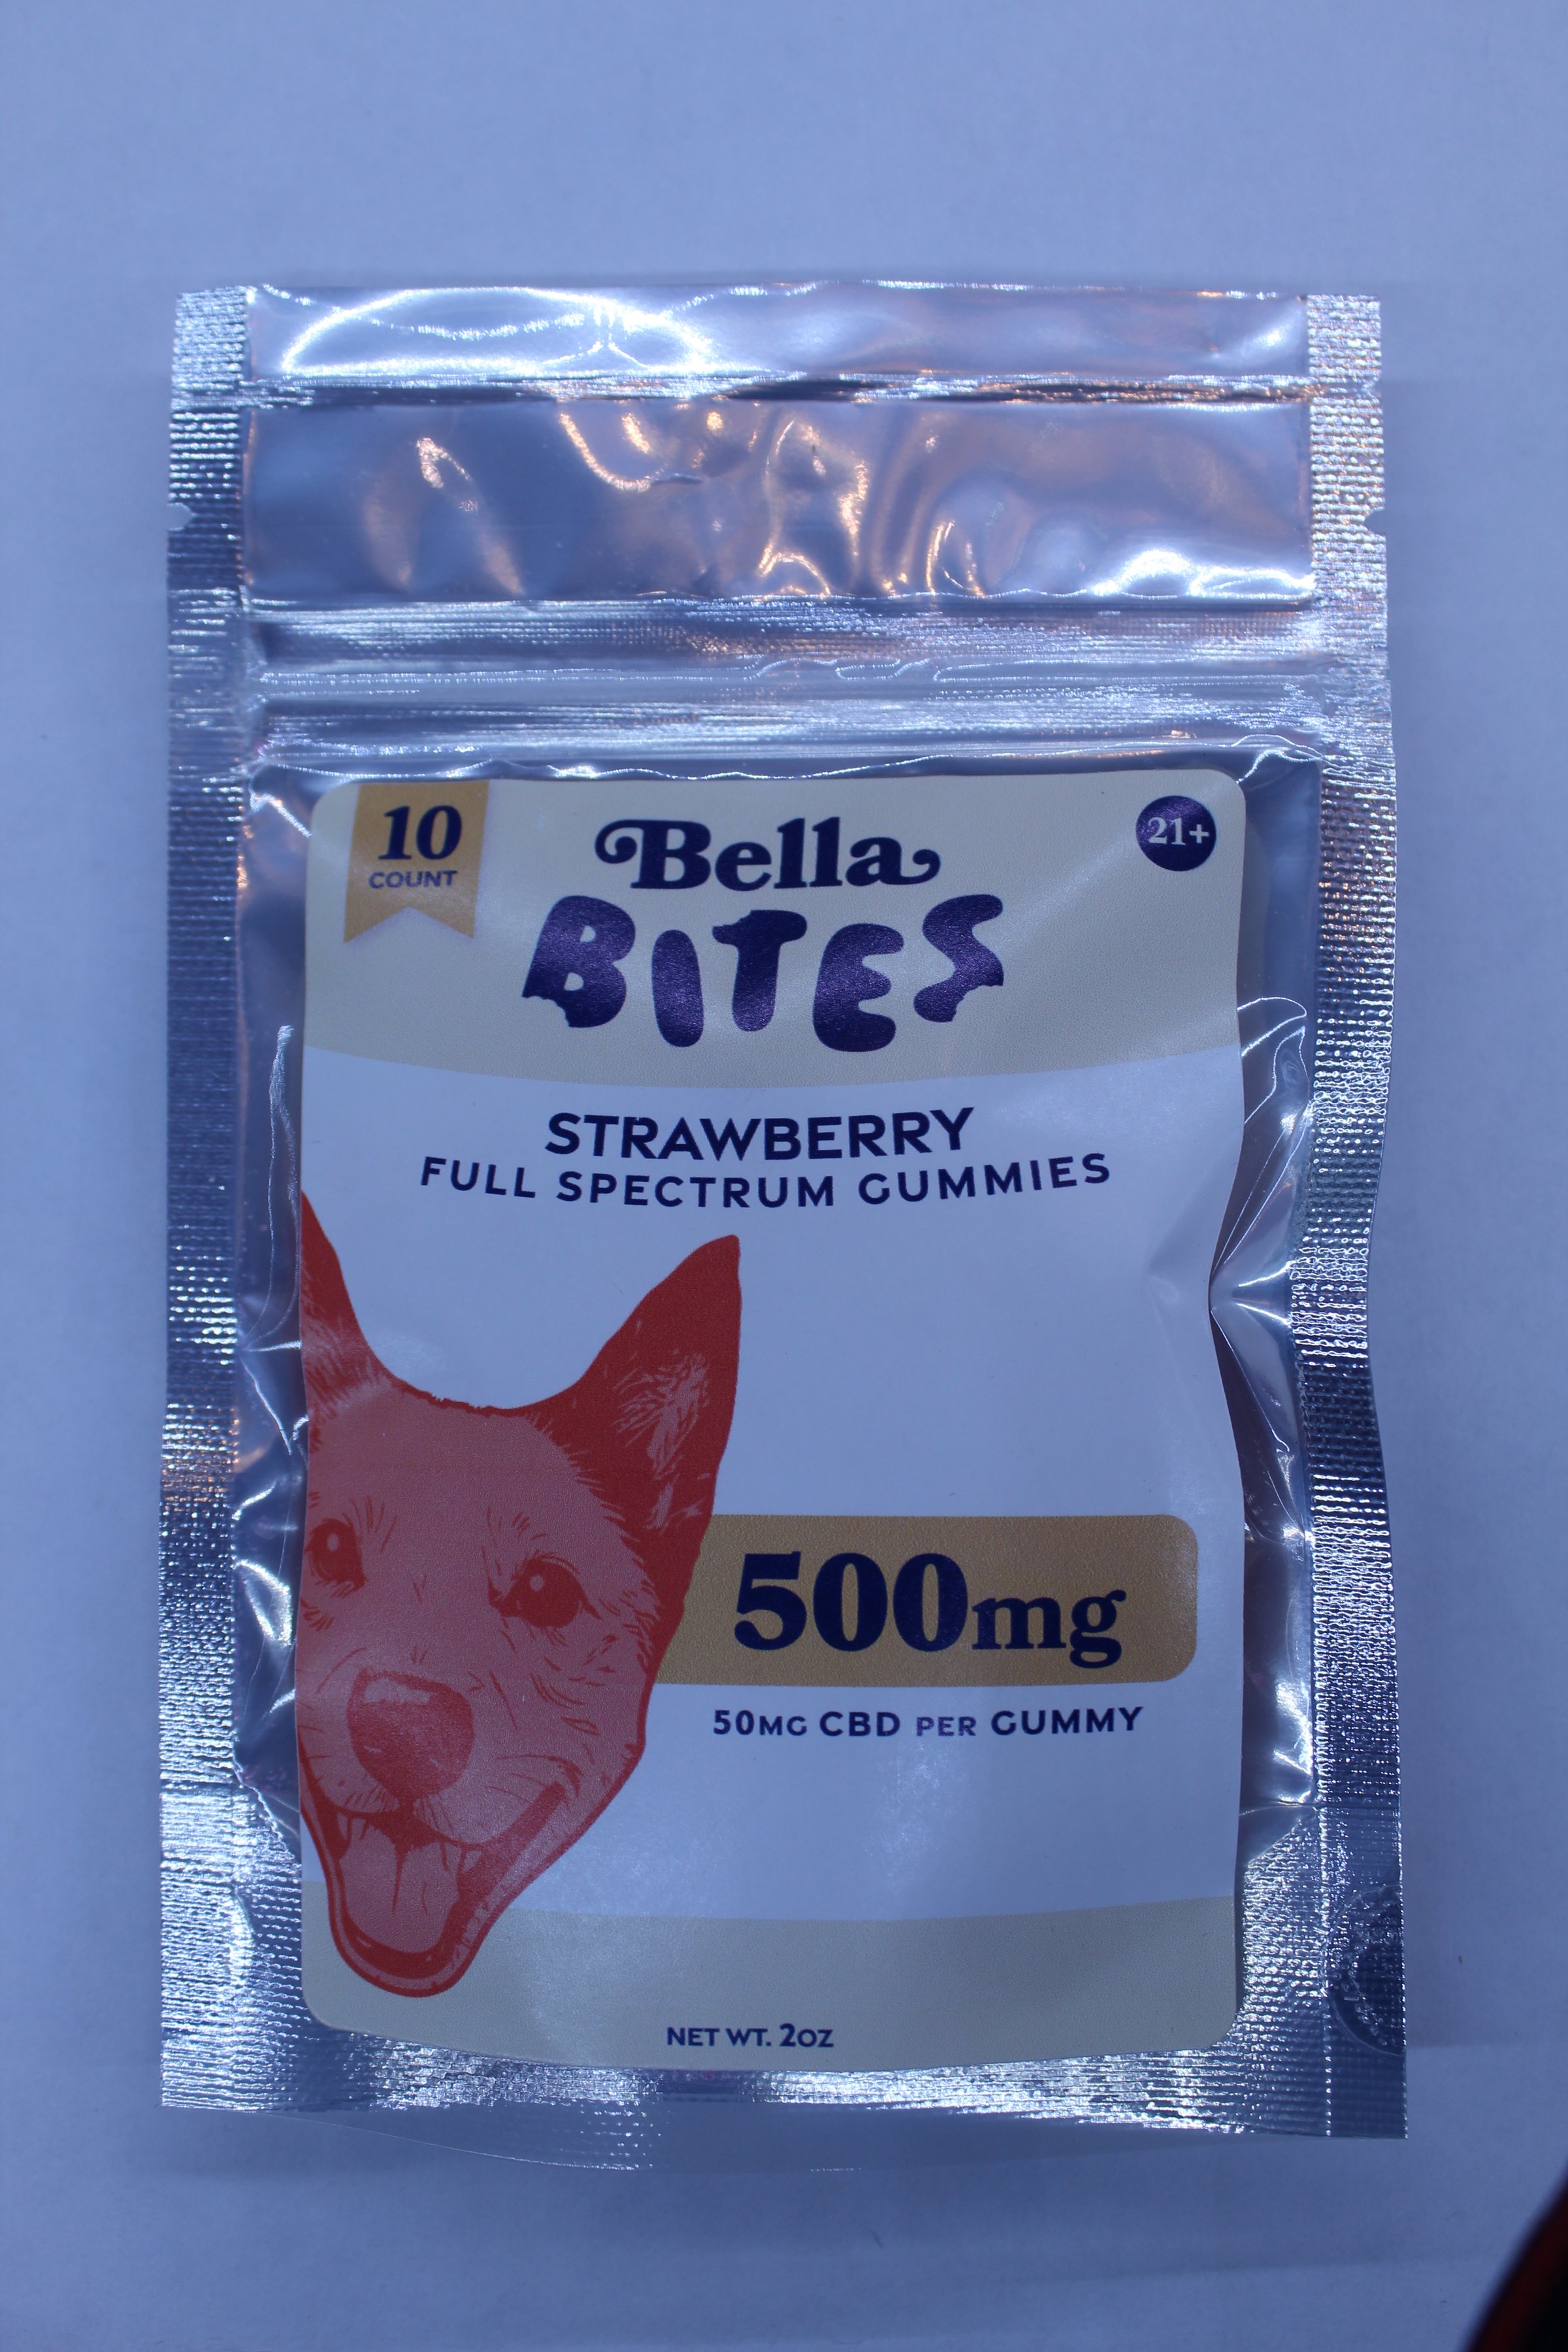 10
COUNT
Bella
BITES
21+
STRAWBERRY
FULL SPECTRUM GUMMIES
500mg
50MG CBD PER GUMMY
NET WT. 2OZ